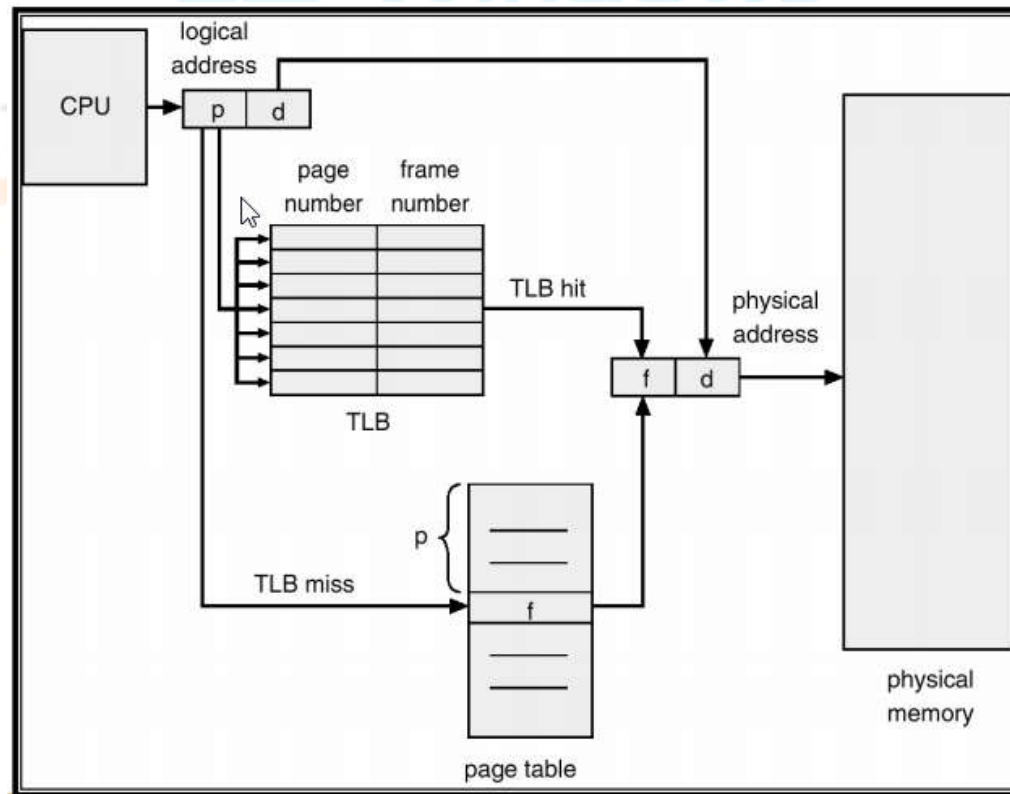 logical
address
CPU
p d
page
number
frame
number
TLB hit
physical
address
f d
TLB
p
TLB miss
f
physical
memory
page table